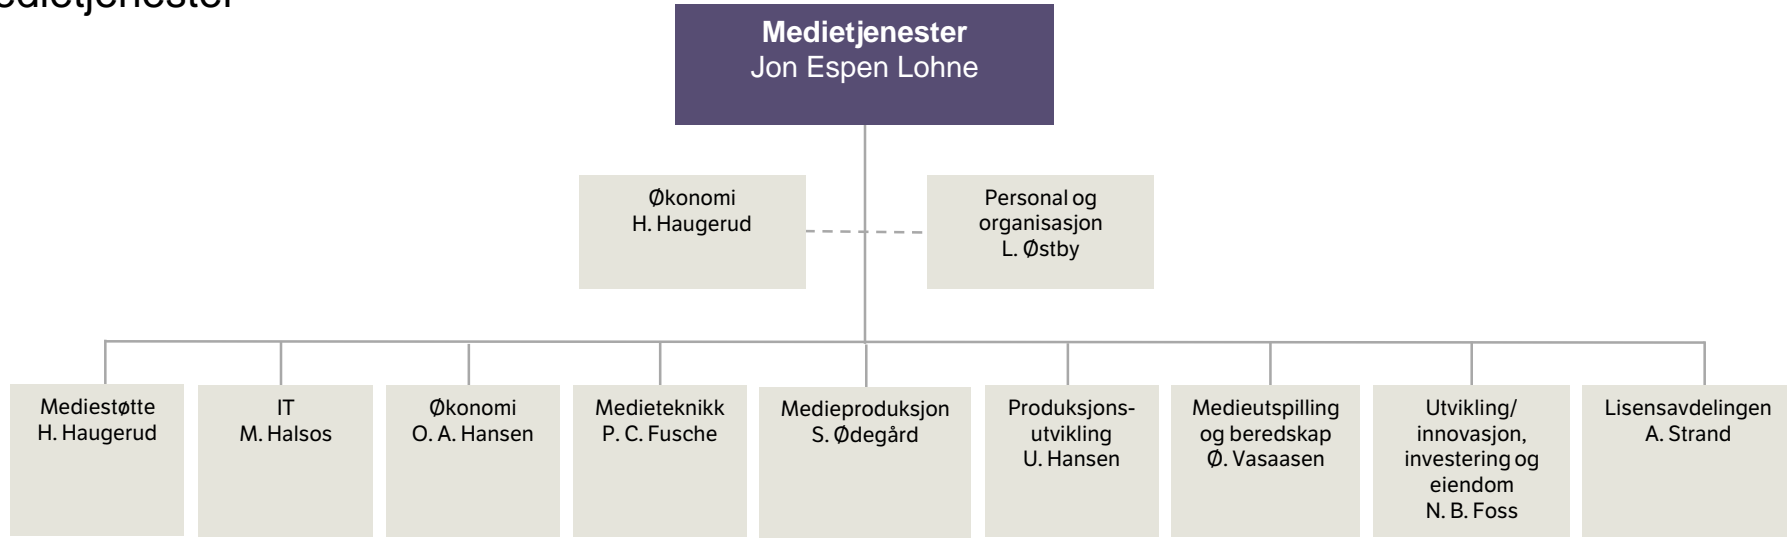 Medietjenester
Jon Espen Lohne
Økonomi
H. Haugerud
Personal og
organisasjon
L. Østby
Mediestøtte
H. Haugerud
IT
M. Halsos
Økonomi
O. A. Hansen
Medieteknikk
P. C. Fusche
Medieproduksjon
S. Ødegård
Produksjons-
utvikling
U. Hansen
Medieutspilling
og beredskap
Ø. Vasaasen
Utvikling/
innovasjon,
investering og
eiendom
N. B. Foss
Lisensavdelingen
A. Strand